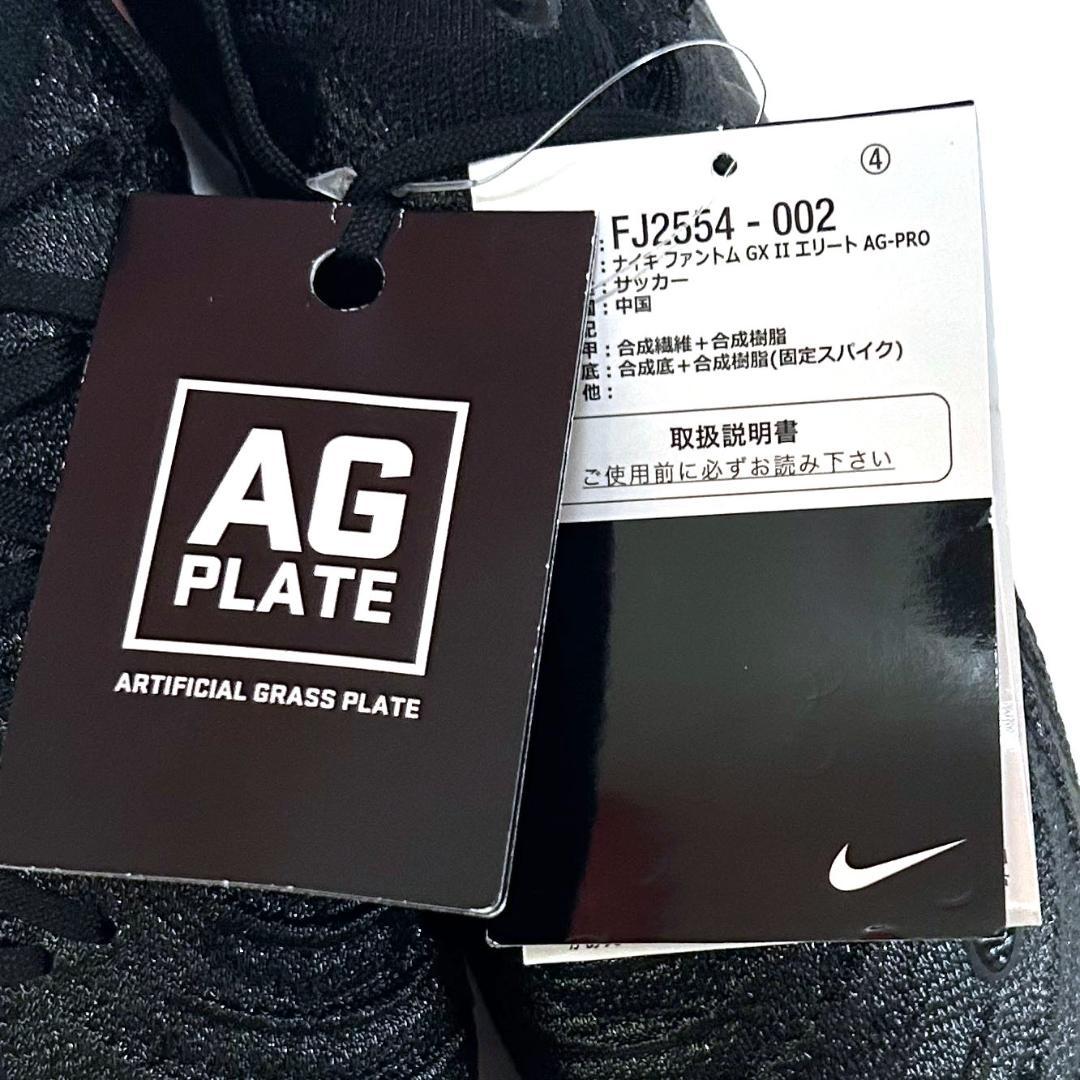 AG
PLATE
ARTIFICIAL GRASS PLATE
④
: FJ2554 - 002
: ナイキ ファントム GX II エリート AG-PRO
: サッカー
: 中国
記
甲 : 合成繊維＋合成樹脂
底 : 合成底＋合成樹脂(固定スパイク)
他 :
取扱説明書
ご使用前に必ずお読み下さい